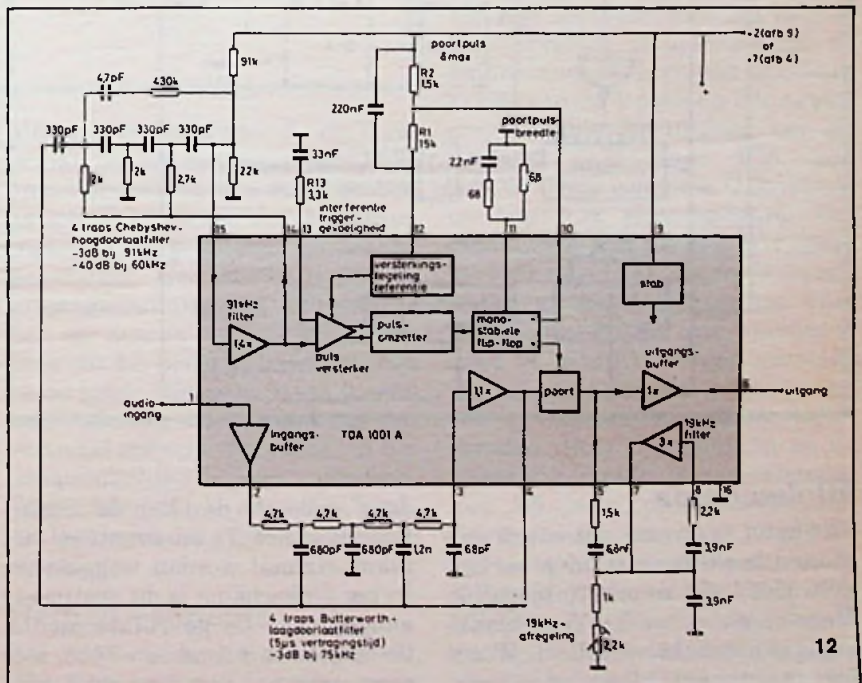 +2(afb 9)
of
+7(afb 4)
poortpuls
&max
91k
R2
1,5k
4,7pF
430k
220nF
poortpuls-
breedte
330pF
330pF
330pF
330pF
R1
15k
33nF
2,2nF
6,8
68
2k
2k
2,7k
22k
R13
3,3k
interferentie
trigger-
gevoeligheid
4 traps Chebyshev-
hoogdoorlaatfilter
-3dB bij 91kHz
-40dB bij 60kHz
15
14
13
12
11
10
9
versterkings-
regeling
referentie
stab
91kHz
filter
1,4x
puls
versterker
puls-
omzetter
mono-
stabiele
flip-flop
1,1x
poort
uitgangs-
buffer
1x
6
uitgang
audio
ingang
1
ingangs-
buffer
TDA 1001 A
19kHz
filter
3x
2
3
4
5
7
8
16
4,7k
4,7k
4,7k
4,7k
1,5k
2,2k
680pF
680pF
1,2n
68pF
6,8nF
3,9nF
1k
3,9nF
4 traps Butterworth-
laagdoorlaatfilter
(5µs vertragingstijd)
-3dB bij 75kHz
19kHz-
afregeling
2,2k
12